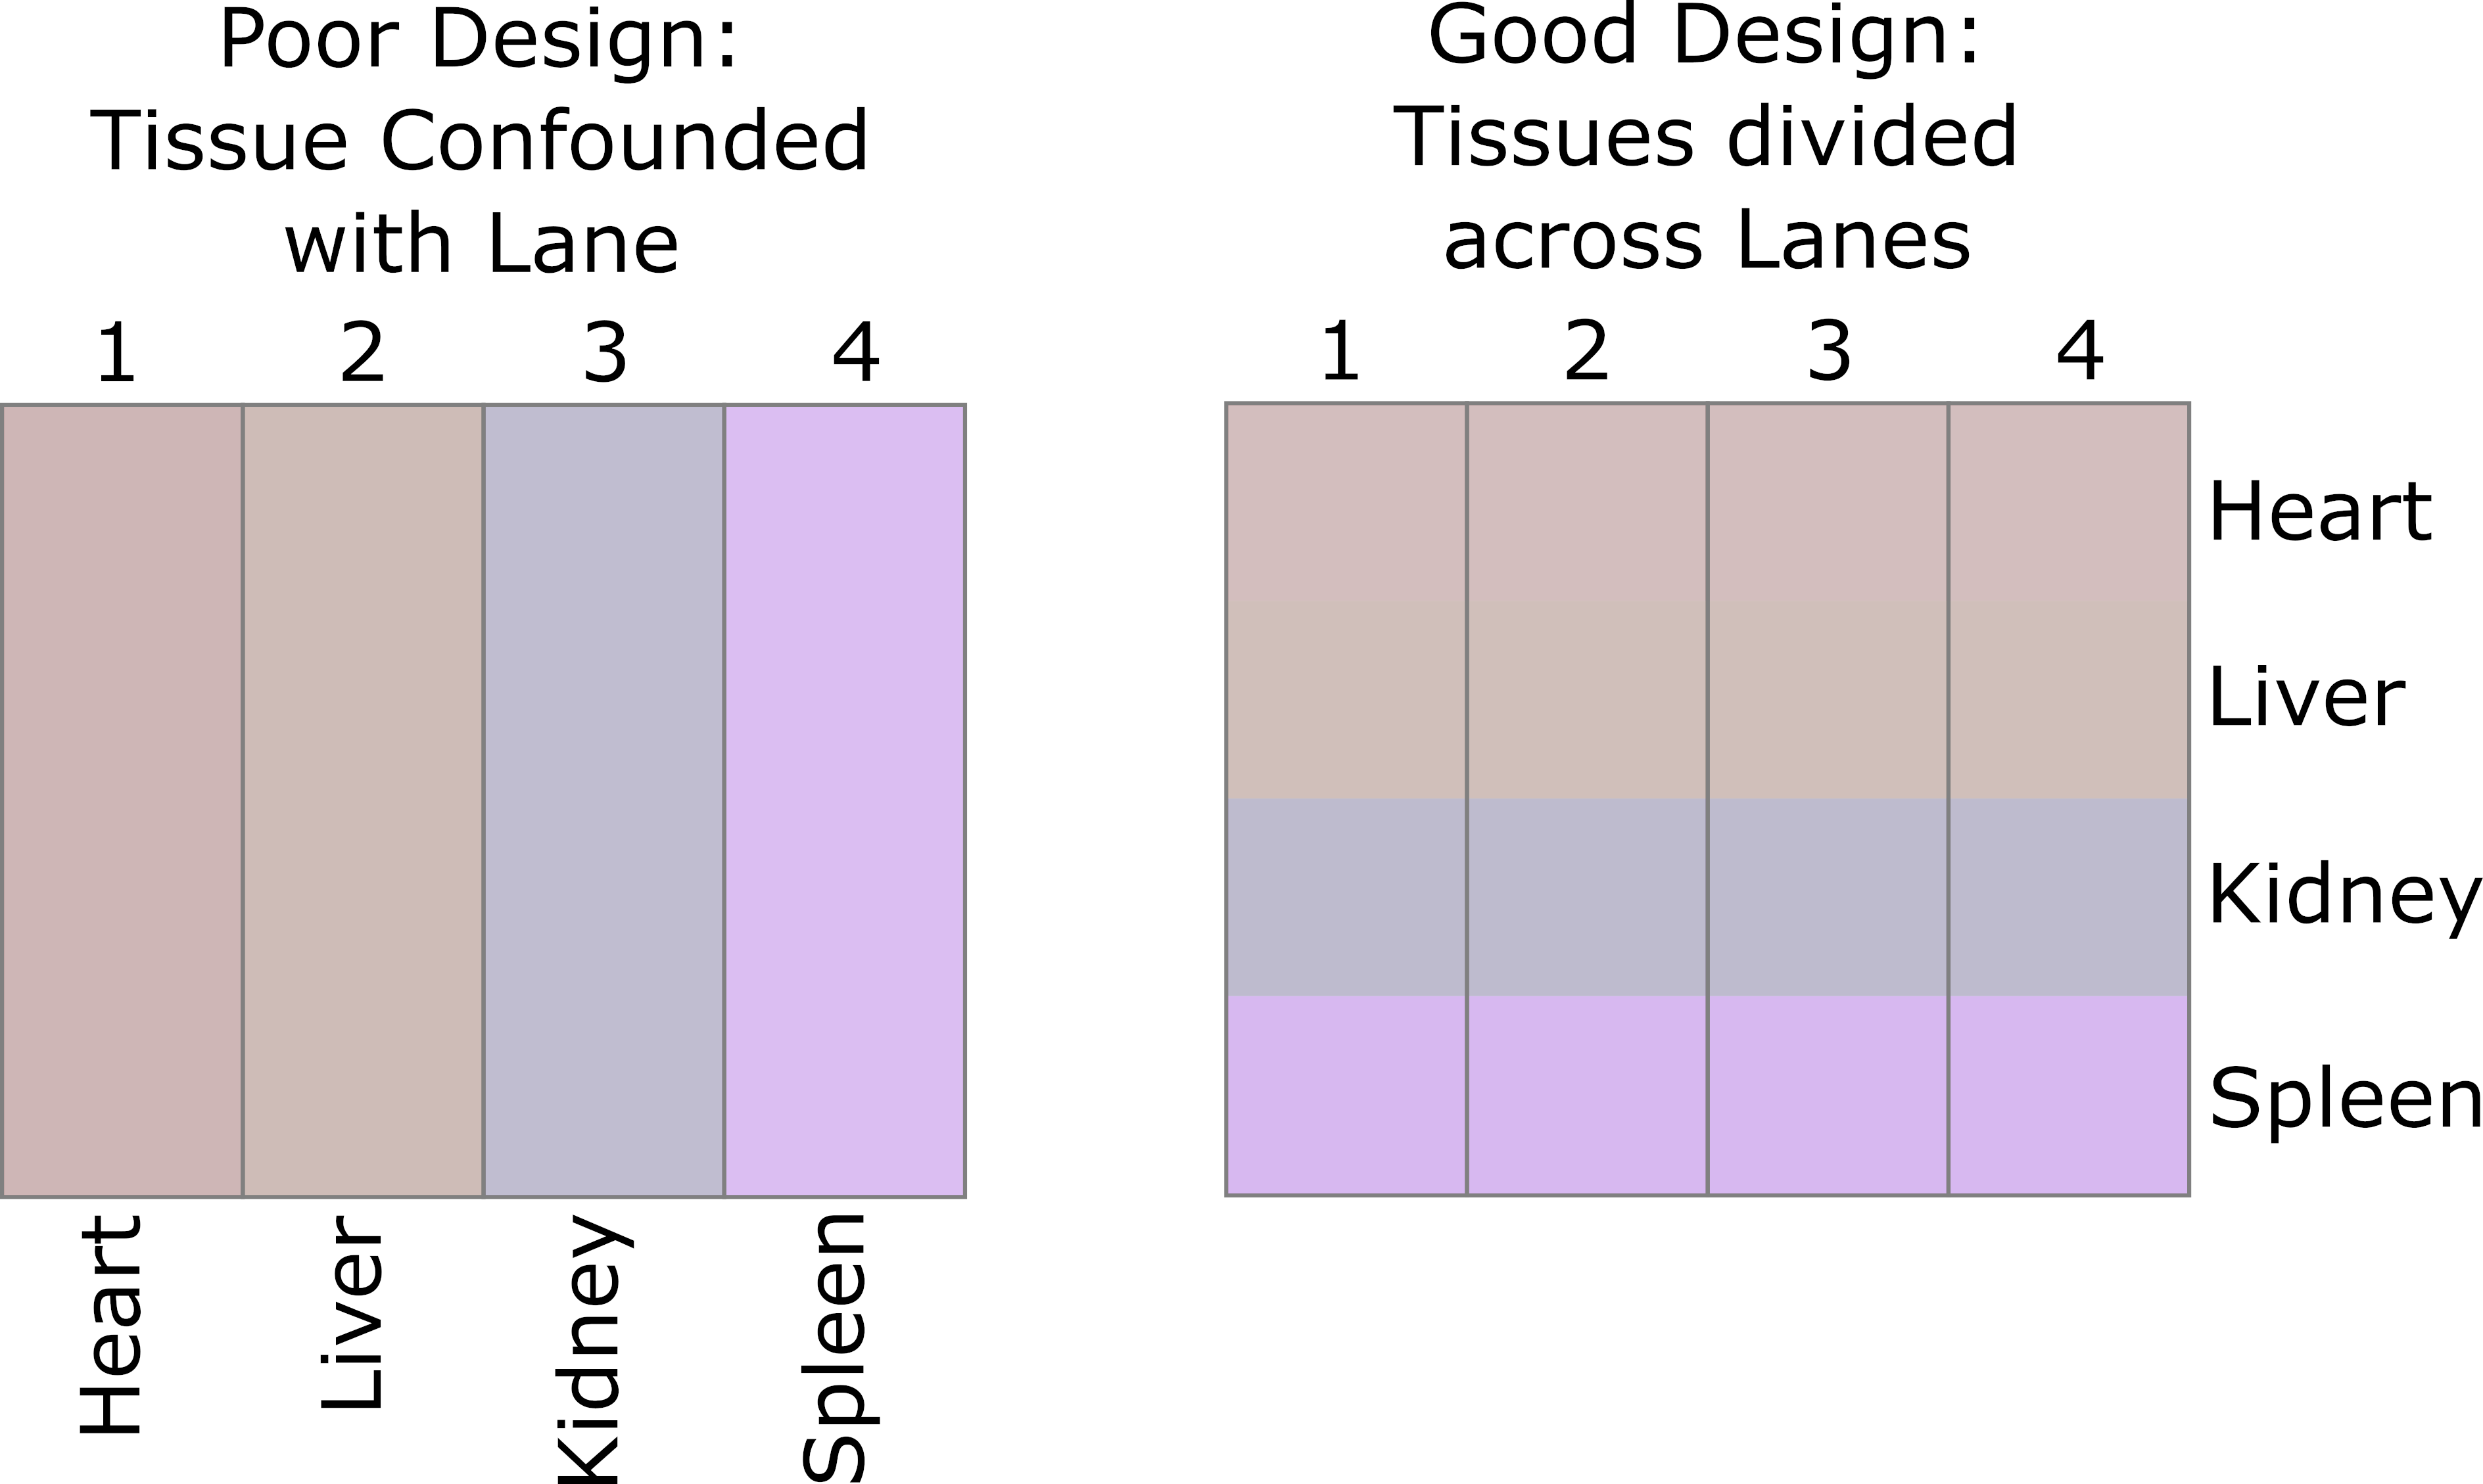 Poor Design:
Tissue Confounded
with Lane
1 2 3 4
Heart
Liver
Kidney
Spleen
Good Design:
Tissues divided
across Lanes
1 2 3 4
Heart
Liver
Kidney
Spleen